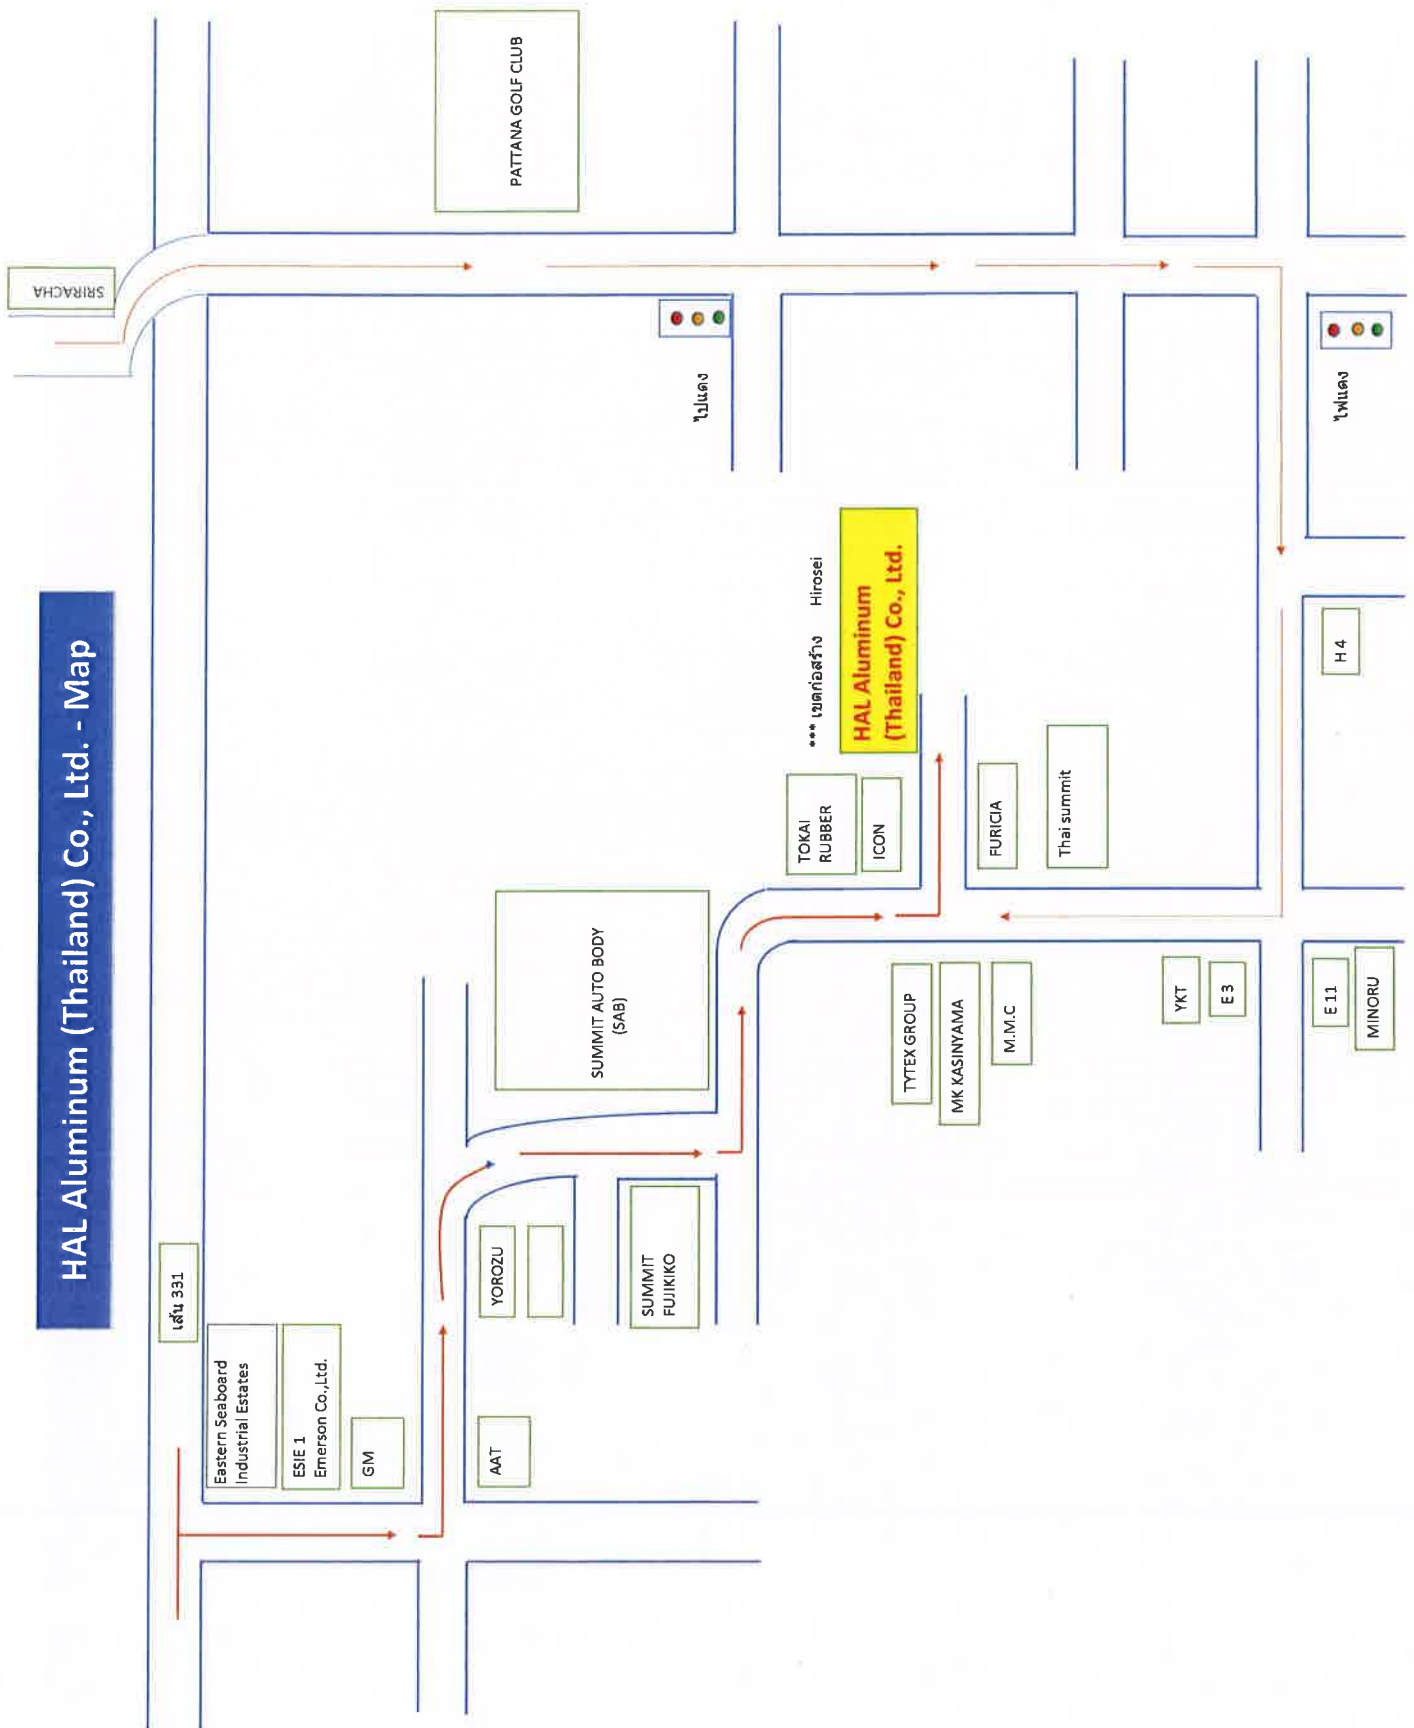 HAL Aluminum (Thailand) Co., Ltd. - Map
SRIRACHA
เส้น 331
Eastern Seaboard
Industrial Estates
ESIE 1
Emerson Co.,Ltd.
GM
PATTANA GOLF CLUB
AAT
YOROZU
SUMMIT AUTO BODY
(SAB)
SUMMIT
FUJIKIKO
ไปแดง
TOKAI
RUBBER
*** เขตก่อสร้าง Hirosei
ICON
HAL Aluminum
(Thailand) Co., Ltd.
TYTEX GROUP
MK KASINYAMA
M.M.C
FURICIA
Thai summit
YKT
E 3
E 11
MINORU
H 4
ไฟแดง